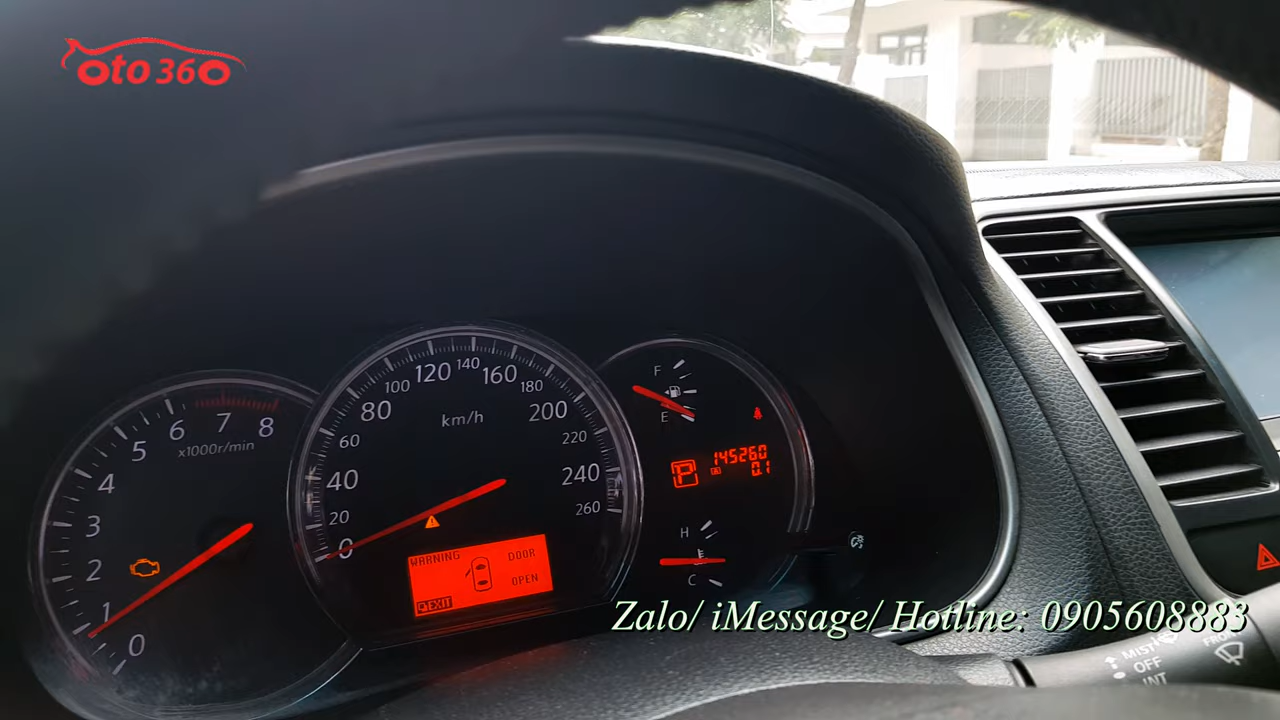 oto 360
0
1
2
3
4
5
6
7
8
x1000r/min
0
20
40
60
80
100
120
140
160
180
200
220
240
260
km/h
WARNING
DOOR
OPEN
EXIT
F
E
P
145260
A
0.1
H
C
Zalo/ iMessage/ Hotline: 0905608883
MIST
OFF
INT